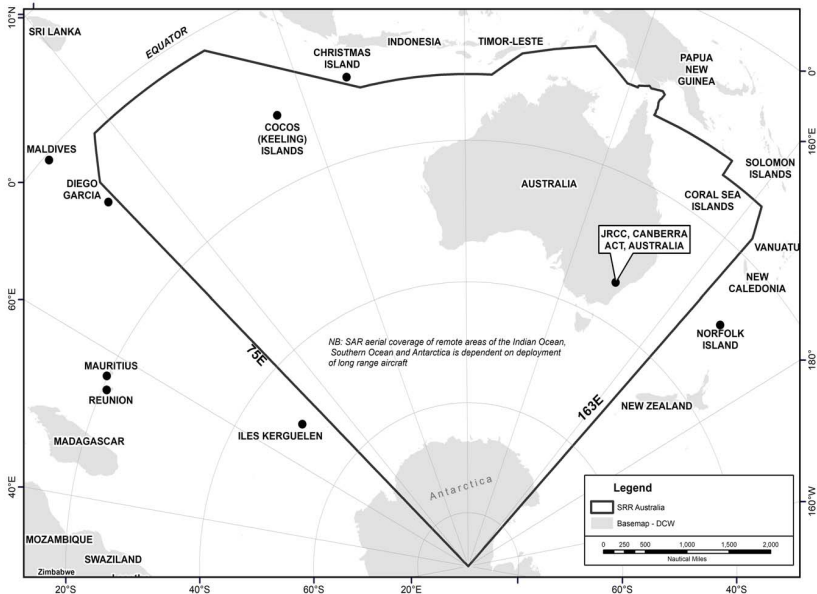 10°N
SRI LANKA
EQUATOR
CHRISTMAS
ISLAND
INDONESIA
TIMOR-LESTE
PAPUA
NEW
GUINEA
0°
COCOS
(KEELING)
ISLANDS
MALDIVES
160°E
SOLOMON
ISLANDS
0°
DIEGO
GARCIA
AUSTRALIA
CORAL SEA
ISLANDS
JRCC, CANBERRA
ACT, AUSTRALIA
VANUATU
NEW
CALEDONIA
60°E
NORFOLK
ISLAND
75E
NB: SAR aerial coverage of remote areas of the Indian Ocean,
Southern Ocean and Antarctica is dependent on deployment
of long range aircraft
180°
MAURITIUS
REUNION
163E
NEW ZEALAND
ILES KERGUELEN
MADAGASCAR
40°E
Antarctica
160°W
Legend
SRR Australia
Basemap - DCW
0 250 500 1,000 1,500 2,000
Nautical Miles
MOZAMBIQUE
SWAZILAND
Zimbabwe
20°S
40°S
60°S
20°E
60°S
40°S